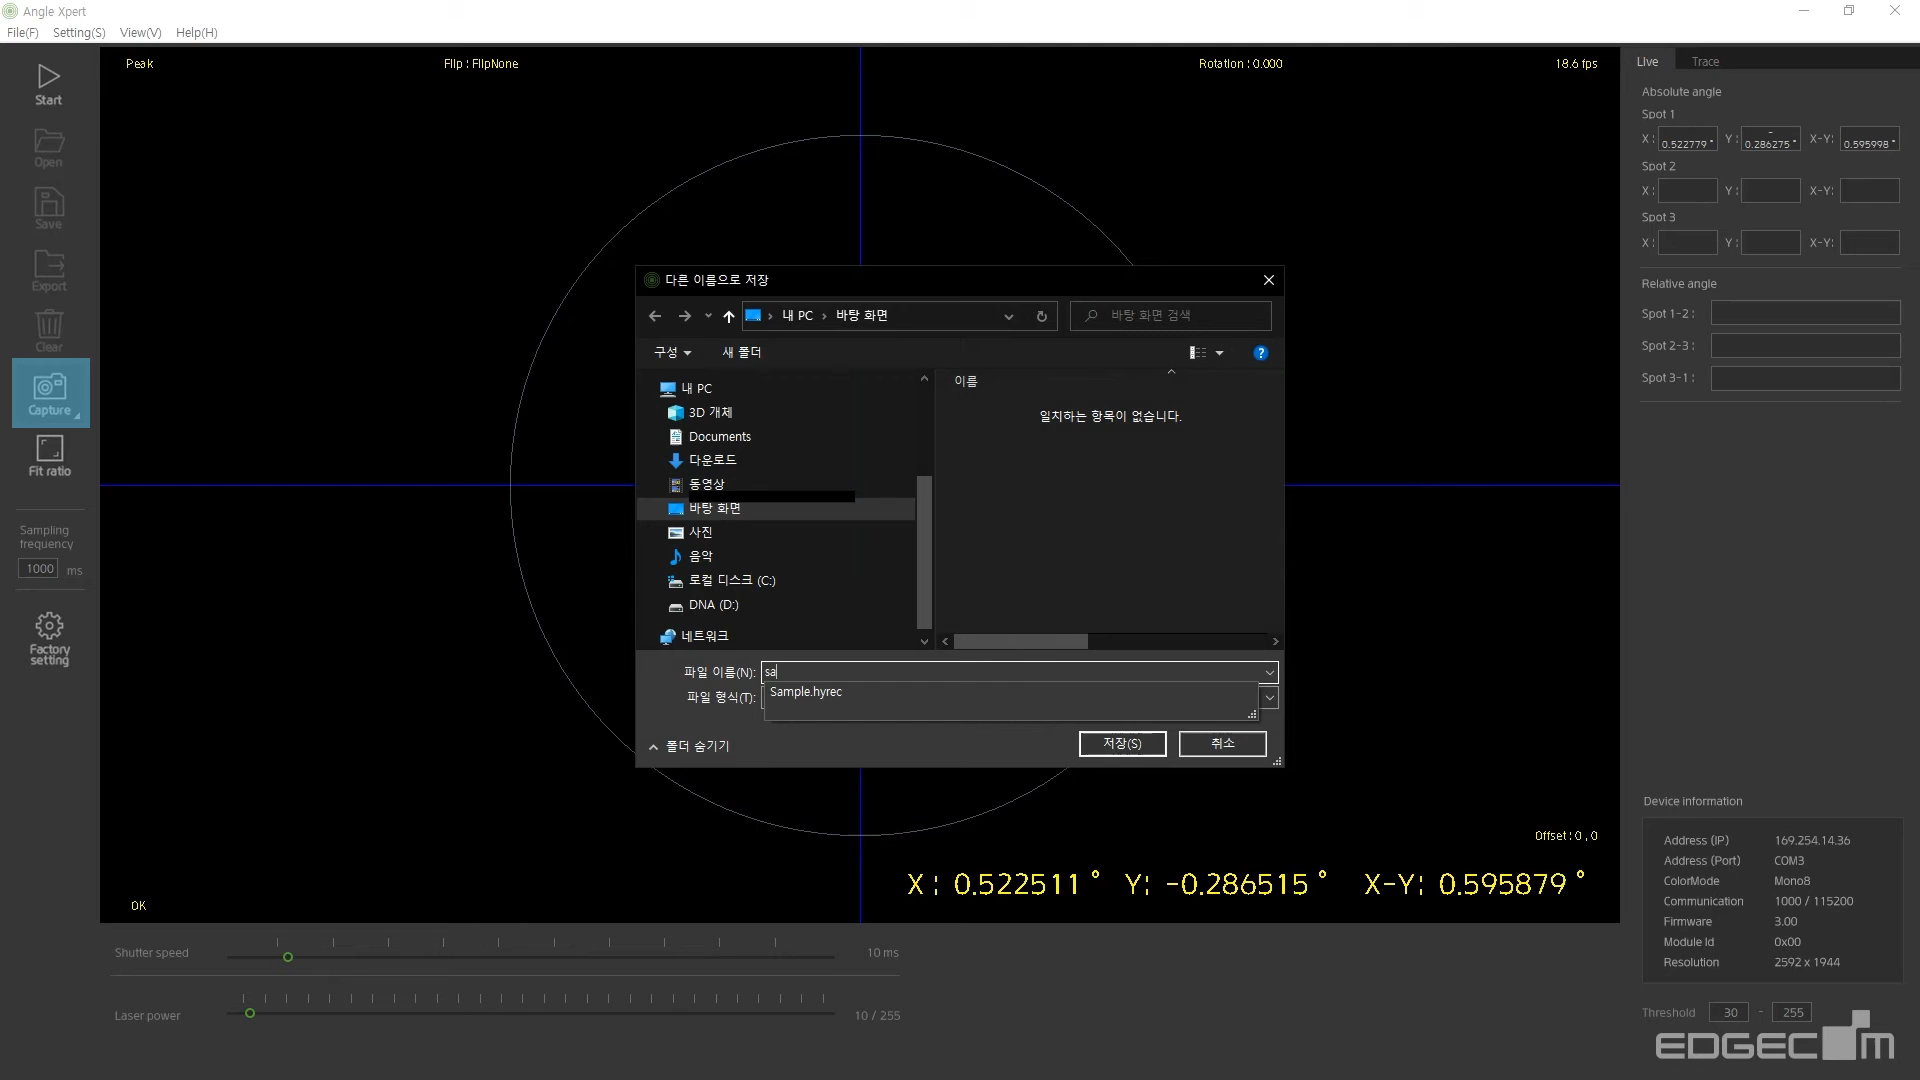 Angle Xpert
File(F) Setting(S) View(V) Help(H)
Peak
Flip : FlipNone
Rotation : 0.000
18.6 fps
Start
Open
Save
Export
Clear
Capture
Fit ratio
Sampling
frequency
1000 ms
Factory
setting
Live Trace
Absolute angle
Spot 1
X : 0.522779 ° Y : -0.286275 ° X-Y: 0.595998 °
Spot 2
X : Y : X-Y:
Spot 3
X : Y : X-Y:
Relative angle
Spot 1-2 :
Spot 2-3 :
Spot 3-1 :
다른 이름으로 저장
내 PC › 바탕 화면
바탕 화면 검색
구성 새 폴더
내 PC
3D 개체
Documents
다운로드
동영상
바탕 화면
사진
음악
로컬 디스크 (C:)
DNA (D:)
네트워크
이름
일치하는 항목이 없습니다.
파일 이름(N): sa
Sample.hyrec
파일 형식(T):
폴더 숨기기
저장(S) 취소
Offset : 0 , 0
X : 0.522511 ° Y: -0.286515 ° X-Y: 0.595879 °
OK
Shutter speed 10 ms
Laser power 10 / 255
Device information
Address (IP) 169.254.14.36
Address (Port) COM3
ColorMode Mono8
Communication 1000 / 115200
Firmware 3.00
Module Id 0x00
Resolution 2592 x 1944
Threshold 30 - 255
EDGECOM